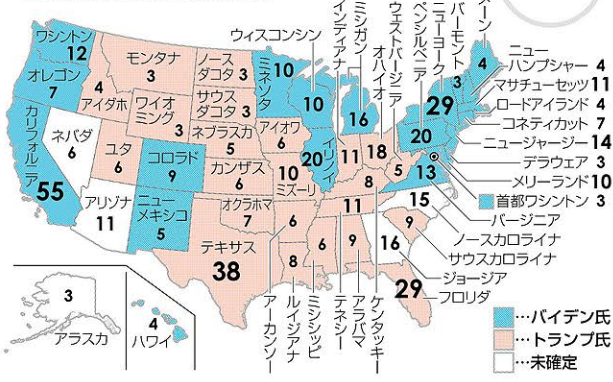 ワシントン
12
オレゴン
7
カリフォルニア
55
ネバダ
6
アイダホ
4
モンタナ
3
ワイオミング
3
ユタ
6
コロラド
9
アリゾナ
11
ニューメキシコ
5
ノースダコタ 3
サウスダコタ 3
ネブラスカ
5
カンザス
6
オクラホマ
7
テキサス
38
ミネソタ
10
アイオワ
6
ミズーリ
10
アーカンソー
6
ルイジアナ
8
ウィスコンシン
10
イリノイ
20
インディアナ
11
ミシガン
16
オハイオ
18
ウェストバージニア
5
ペンシルベニア
20
ニューヨーク
29
バーモント
3
メーン
4
ニューハンプシャー 4
マサチューセッツ 11
ロードアイランド 4
コネティカット 7
ニュージャージー 14
デラウェア 3
メリーランド 10
首都ワシントン 3
バージニア
13
ノースカロライナ
15
サウスカロライナ
9
ジョージア
16
フロリダ
29
ケンタッキー
8
アラバマ
9
テネシー
11
ミシシッピ
6
アラスカ
3
ハワイ
4
…バイデン氏
…トランプ氏
…未確定